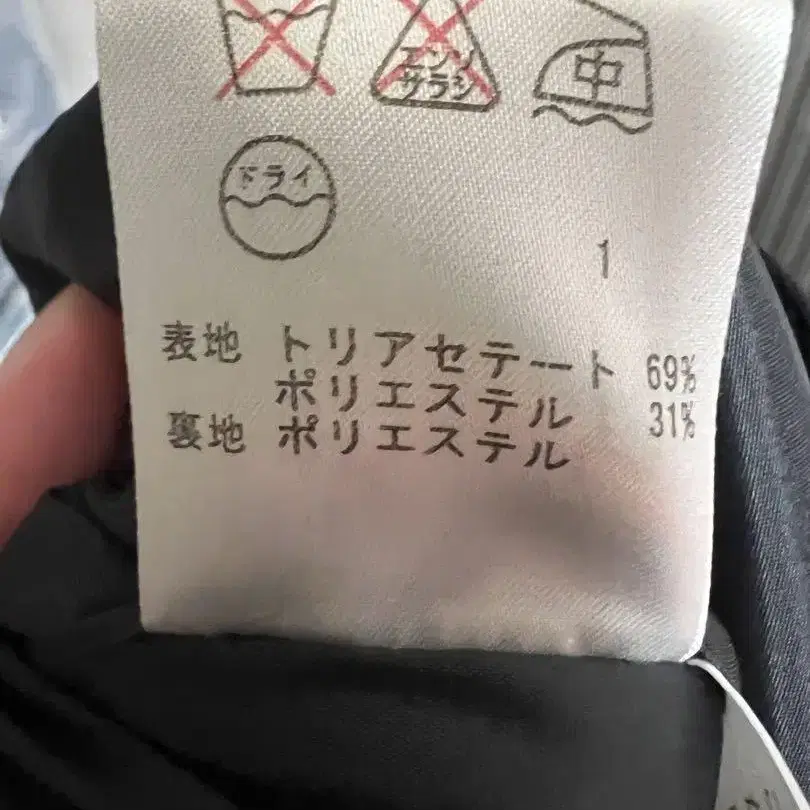 エンソ
サラシ
中
ドライ
1
表地 トリアセテート 69%
ポリエステル 31%
裏地 ポリエステル